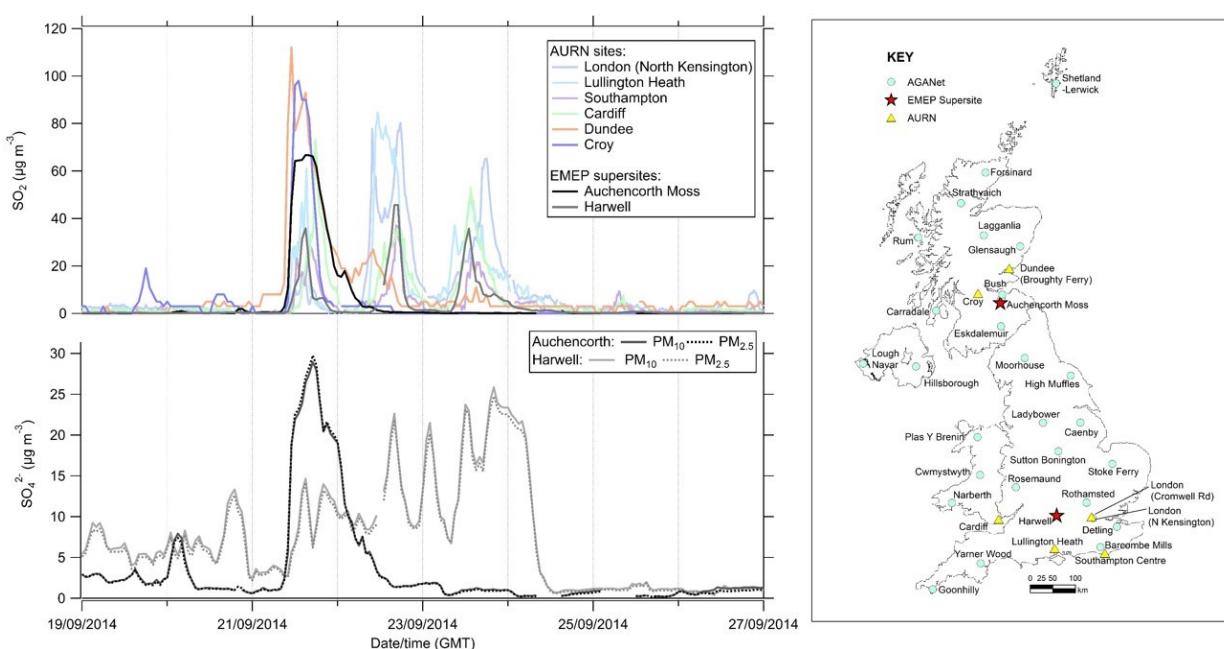 120
100
80
60
40
20
0
SO2 (µg m-3)
AURN sites:
London (North Kensington)
Lullington Heath
Southampton
Cardiff
Dundee
Croy
EMEP supersites:
Auchencorth Moss
Harwell
30
25
20
15
10
5
0
SO4 2- (µg m-3)
Auchencorth: PM10 PM2.5
Harwell: PM10 PM2.5
19/09/2014 21/09/2014 23/09/2014 25/09/2014 27/09/2014
Date/time (GMT)
KEY
AGANet
EMEP Supersite
AURN
Shetland
-Lerwick
Forsinard
Strathvaich
Lagganlia
Rum
Glensaugh
Dundee
(Broughty Ferry)
Bush
Croy
Auchencorth Moss
Carradale
Eskdalemuir
Lough
Navar
Moorhouse
Hillsborough
High Muffles
Ladybower
Caenby
Plas Y Brenin
Sutton Bonington
Stoke Ferry
Cwmystwyth
Rosemaund
London
(Cromwell Rd)
Rothamsted
Narberth
London
(N Kensington)
Cardiff
Harwell
Detling
Lullington Heath
Barcombe Mills
Yarner Wood
Southampton Centre
Goonhilly
0 25 50 100
km